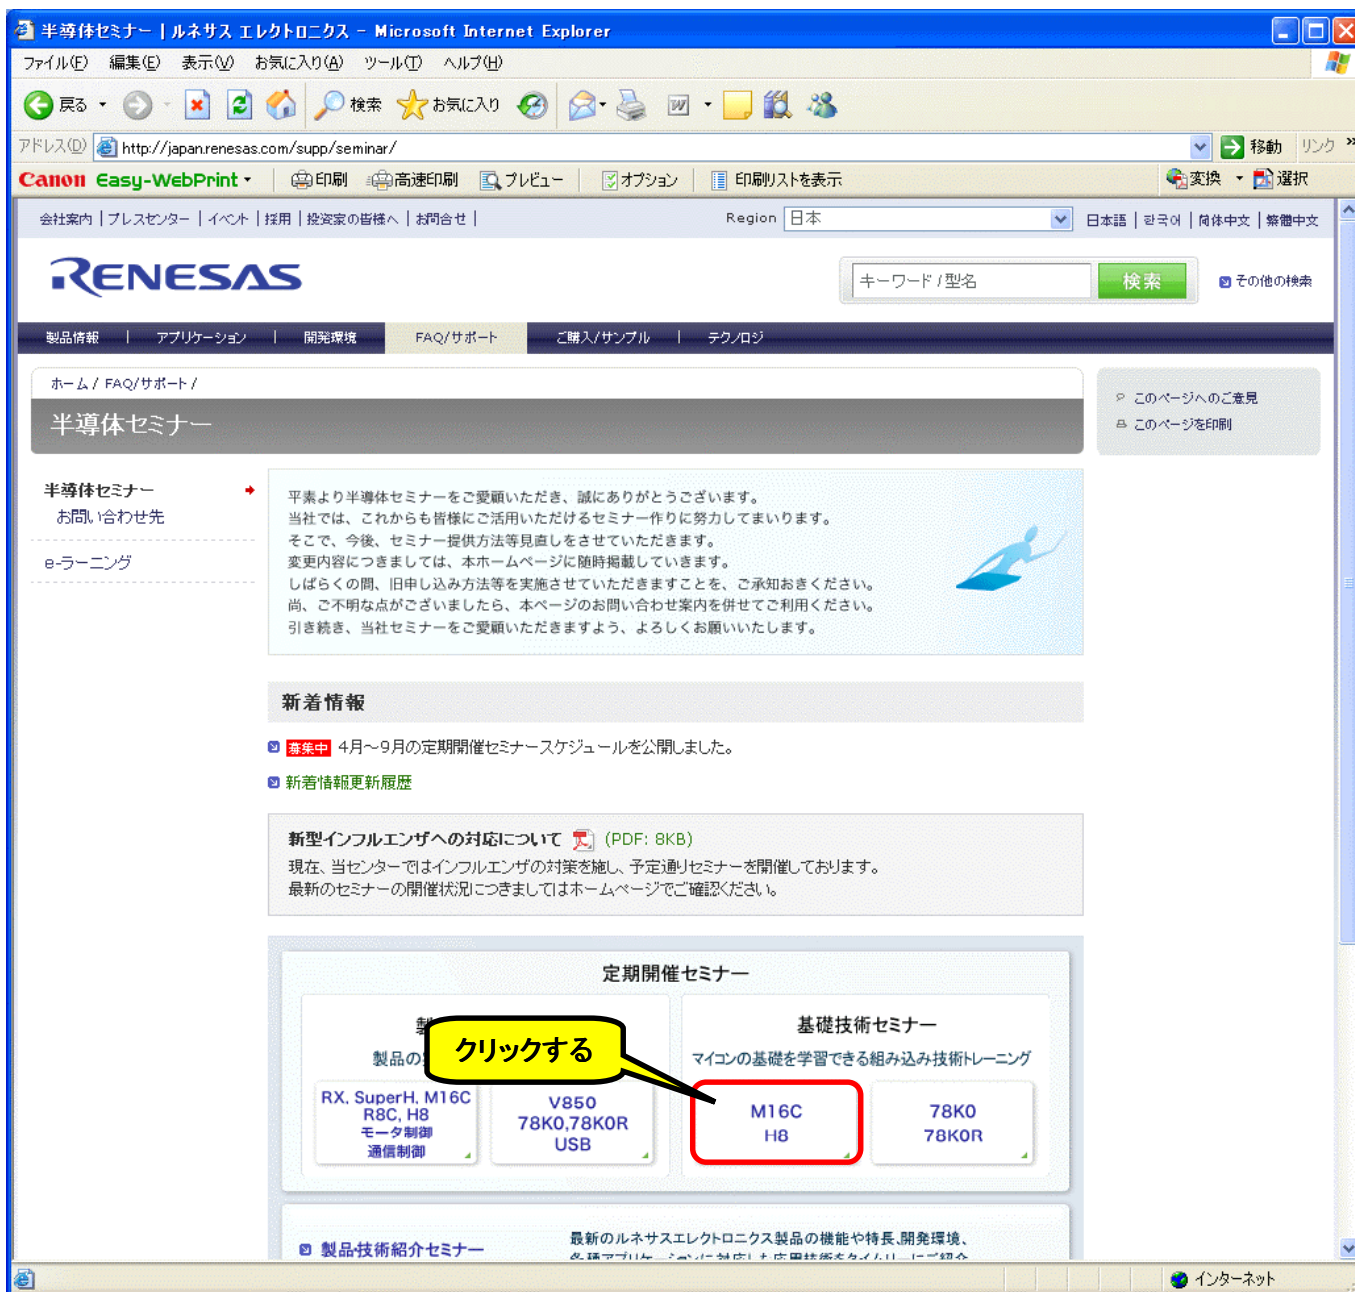 半導体セミナー | ルネサス エレクトロニクス - Microsoft Internet Explorer
ファイル(F) 編集(E) 表示(V) お気に入り(A) ツール(T) ヘルプ(H)
戻る 検索 お気に入り
アドレス(D) http://japan.renesas.com/supp/seminar/ 移動 リンク »
Canon Easy-WebPrint 印刷 高速印刷 プレビュー オプション 印刷リストを表示 変換 選択
会社案内 | プレスセンター | イベント | 採用 | 投資家の皆様へ | お問合せ | Region 日本 日本語 | 한국어 | 简体中文 | 繁體中文
RENESAS キーワード / 型名 検索 その他の検索
製品情報 | アプリケーション | 開発環境 FAQ/サポート ご購入/サンプル | テクノロジ
ホーム / FAQ/サポート /
半導体セミナー
このページへのご意見
このページを印刷
半導体セミナー
お問い合わせ先
e-ラーニング
平素より半導体セミナーをご愛顧いただき、誠にありがとうございます。
当社では、これからも皆様にご活用いただけるセミナー作りに努力してまいります。
そこで、今後、セミナー提供方法等見直しをさせていただきます。
変更内容につきましては、本ホームページに随時掲載していきます。
しばらくの間、旧申し込み方法等を実施させていただきますことを、ご承知おきください。
尚、ご不明な点がございましたら、本ページのお問い合わせ案内を併せてご利用ください。
引き続き、当社セミナーをご愛顧いただきますよう、よろしくお願いいたします。
新着情報
募集中 4月～9月の定期開催セミナースケジュールを公開しました。
新着情報更新履歴
新型インフルエンザへの対応について (PDF: 8KB)
現在、当センターではインフルエンザの対策を施し、予定通りセミナーを開催しております。
最新のセミナーの開催状況につきましてはホームページでご確認ください。
定期開催セミナー
基礎技術セミナー
クリックする
製品の
マイコンの基礎を学習できる組み込み技術トレーニング
RX, SuperH, M16C
R8C, H8
モータ制御
通信制御
V850
78K0,78K0R
USB
M16C
H8
78K0
78K0R
製品技術紹介セミナー
最新のルネサスエレクトロニクス製品の機能や特長、開発環境、
インターネット